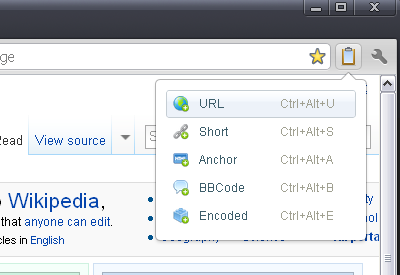 ge
URL Ctrl+Alt+U
Short Ctrl+Alt+S
Anchor Ctrl+Alt+A
BBCode Ctrl+Alt+B
Encoded Ctrl+Alt+E
Read View source
Wikipedia,
that anyone can edit.
cles in English